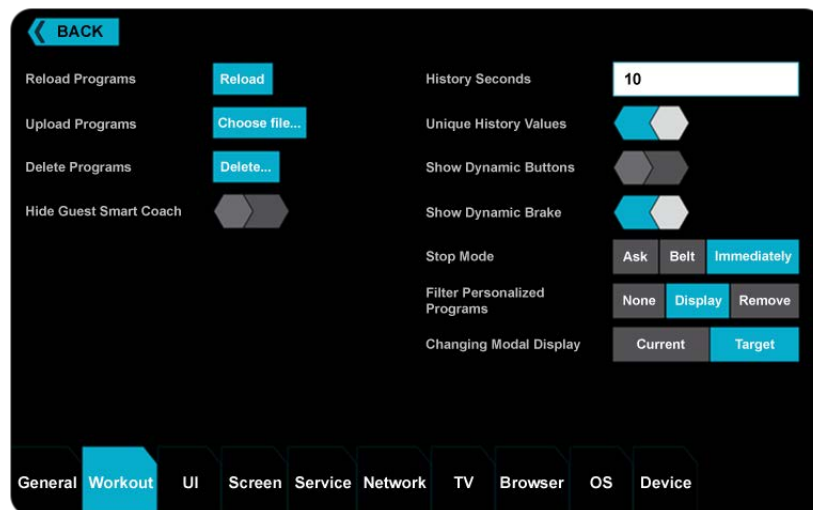 BACK
Reload Programs
Reload
Upload Programs
Choose file...
Delete Programs
Delete...
Hide Guest Smart Coach
History Seconds
10
Unique History Values
Show Dynamic Buttons
Show Dynamic Brake
Stop Mode
Ask Belt Immediately
Filter Personalized
Programs
None Display Remove
Changing Modal Display
Current Target
General Workout UI Screen Service Network TV Browser OS Device